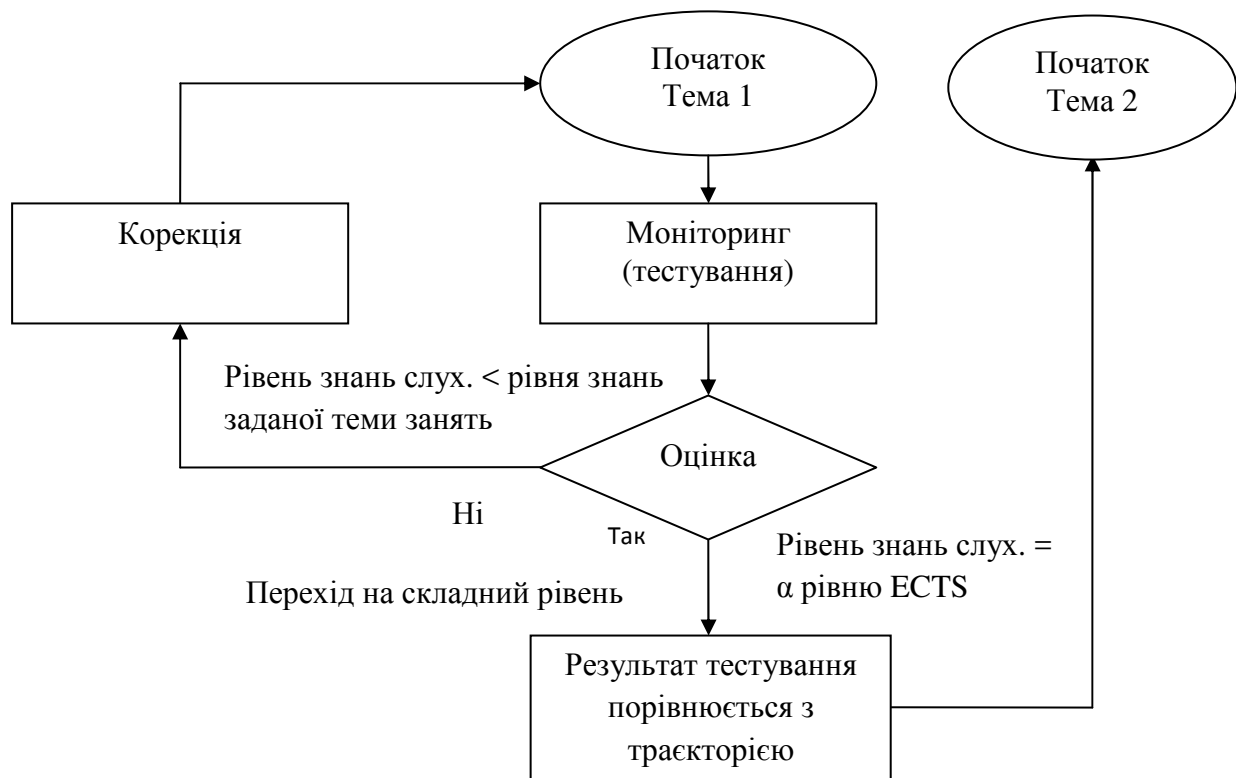 Початок
Тема 1
Початок
Тема 2
Корекція
Моніторинг
(тестування)
Рівень знань слух. < рівня знань
заданої теми занять
Оцінка
Ні
Так
Рівень знань слух. =
α рівню ECTS
Перехід на складний рівень
Результат тестування
порівнюється з
траєкторією